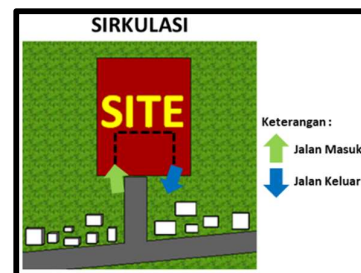 SIRKULASI
SITE
Keterangan :
Jalan Masuk
Jalan Keluar